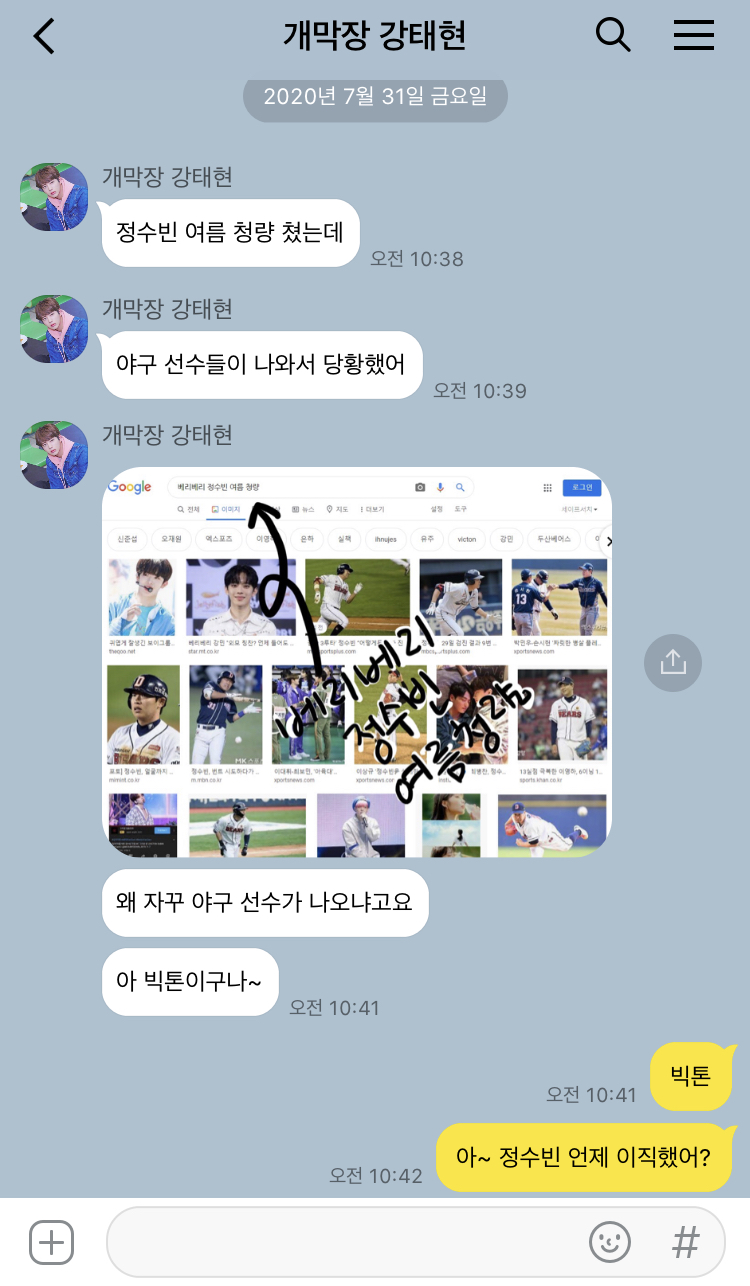 개막장 강태현
2020년 7월 31일 금요일
개막장 강태현
정수빈 여름 청량 쳤는데
오전 10:38
개막장 강태현
야구 선수들이 나와서 당황했어
오전 10:39
개막장 강태현
Google 베리베리 정수빈 여름 청량 로그인
전체 이미지 뉴스 지도 더보기 설정 도구 세이프서치
신준섭 오재원 엑스포츠 은하 실책 ihnujes 유주 victon 강민 두산베어스
베리베리
정수빈
여름청량
BEARS
왜 자꾸 야구 선수가 나오냐고요
아 빅톤이구나~
오전 10:41
빅톤
오전 10:41
아~ 정수빈 언제 이직했어?
오전 10:42
#